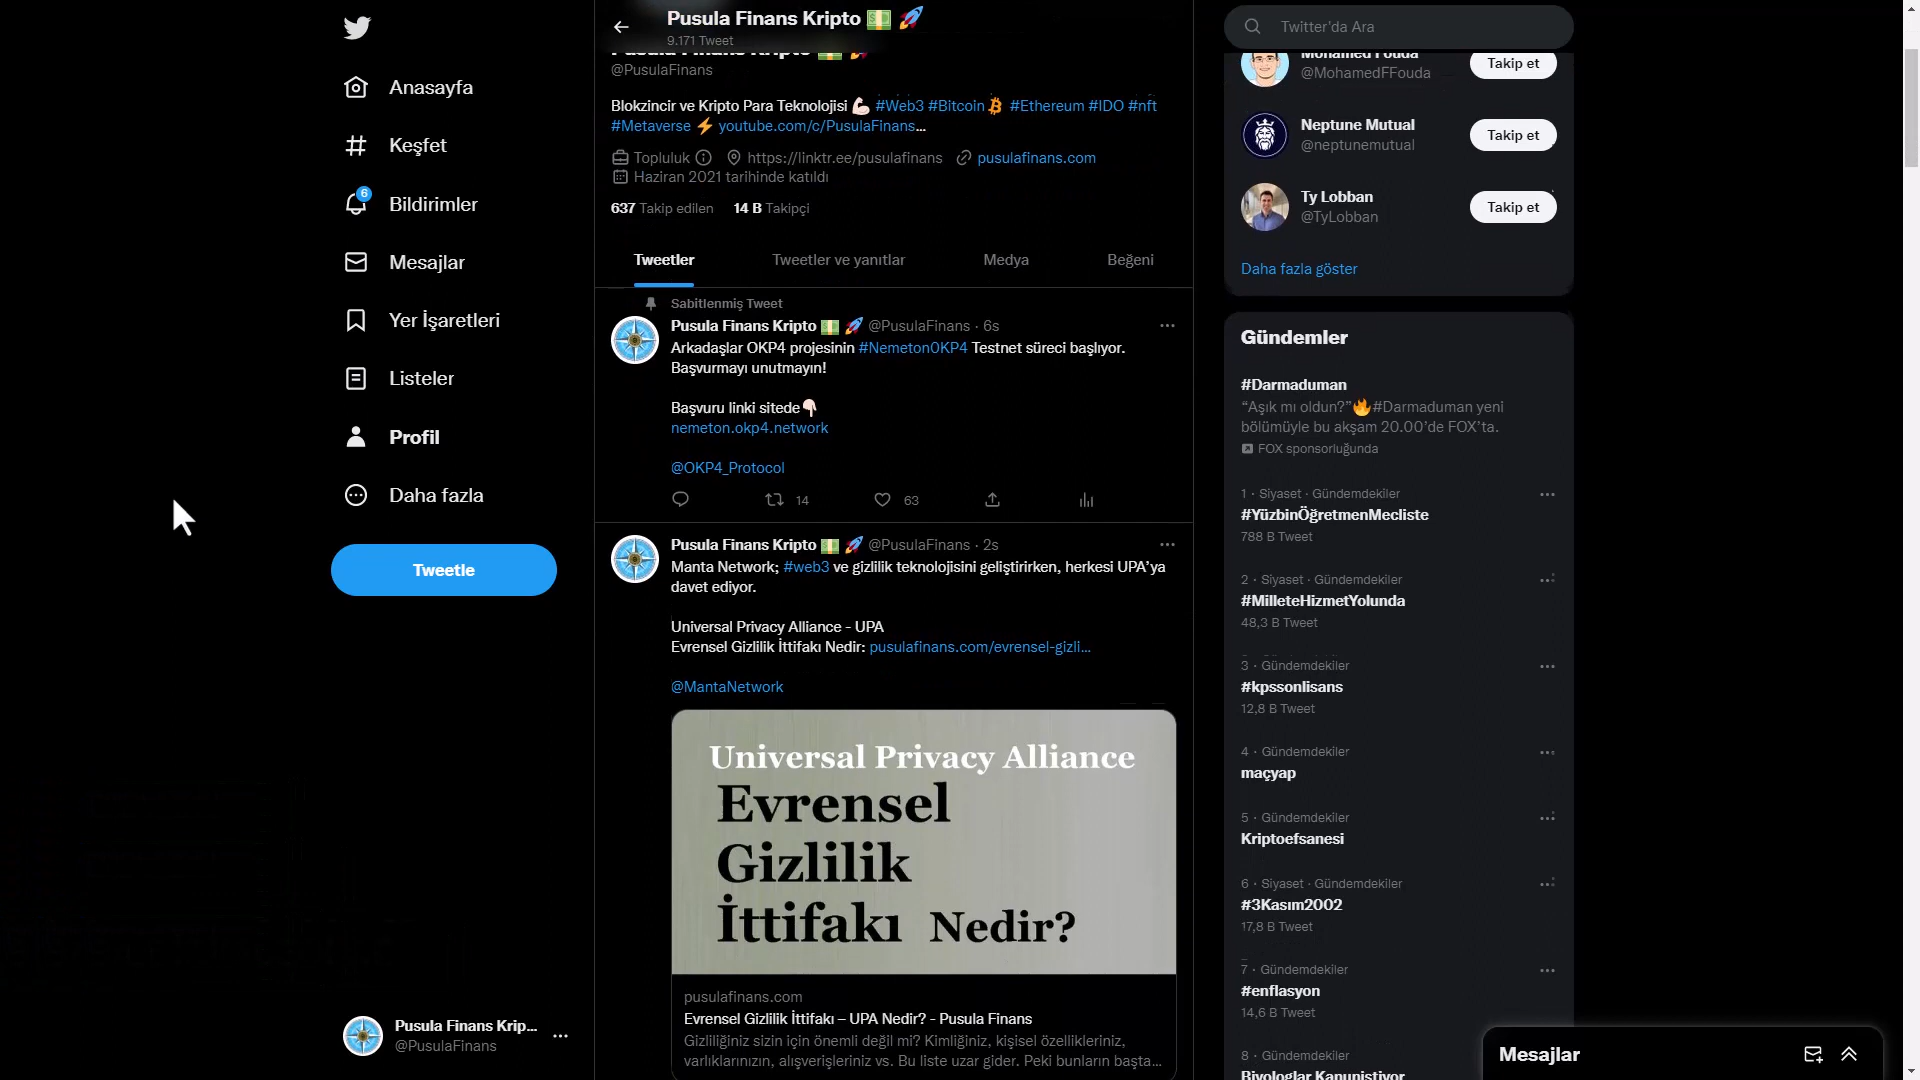 Anasayfa
Keşfet
6
Bildirimler
Mesajlar
Yer İşaretleri
Listeler
Profil
Daha fazla
Tweetle
Pusula Finans Krip...
@PusulaFinans
Pusula Finans Kripto 💵 🚀
9.171 Tweet
Pusula Finans Kripto 💵 🚀
@PusulaFinans
Blokzincir ve Kripto Para Teknolojisi 💪🏻 #Web3 #Bitcoin #Ethereum #IDO #nft
#Metaverse ⚡ youtube.com/c/PusulaFinans…
Topluluk https://linktr.ee/pusulafinans pusulafinans.com
Haziran 2021 tarihinde katıldı
637 Takip edilen 14 B Takipçi
Tweetler Tweetler ve yanıtlar Medya Beğeni
Sabitlenmiş Tweet
Pusula Finans Kripto 💵 🚀 @PusulaFinans · 6s
Arkadaşlar OKP4 projesinin #Nemeton0KP4 Testnet süreci başlıyor.
Başvurmayı unutmayın!
Başvuru linki sitede👇🏻
nemeton.okp4.network
@OKP4_Protocol
14 63
Pusula Finans Kripto 💵 🚀 @PusulaFinans · 2s
Manta Network; #web3 ve gizlilik teknolojisini geliştirirken, herkesi UPA’ya
davet ediyor.
Universal Privacy Alliance - UPA
Evrensel Gizlilik İttifakı Nedir: pusulafinans.com/evrensel-gizli…
@MantaNetwork
Universal Privacy Alliance
Evrensel
Gizlilik
İttifakı Nedir?
pusulafinans.com
Evrensel Gizlilik İttifakı – UPA Nedir? - Pusula Finans
Gizliliğiniz sizin için önemli değil mi? Kimliğiniz, kişisel özellikleriniz,
varlıklarınızın, alışverişleriniz vs. Bu liste uzar gider. Peki bunların başta...
Twitter’da Ara
Mohamed Fouda
@MohamedFFouda
Takip et
Neptune Mutual
@neptunemutual
Takip et
Ty Lobban
@TyLobban
Takip et
Daha fazla göster
Gündemler
#Darmaduman
“Aşık mı oldun?”🔥#Darmaduman yeni
bölümüyle bu akşam 20.00’de FOX’ta.
FOX sponsorluğunda
1 · Siyaset · Gündemdekiler
#YüzbinÖğretmenMecliste
788 B Tweet
2 · Siyaset · Gündemdekiler
#MilleteHizmetYolunda
48,3 B Tweet
3 · Gündemdekiler
#kpssonlisans
12,8 B Tweet
4 · Gündemdekiler
maçyap
5 · Gündemdekiler
Kriptoefsanesi
6 · Siyaset · Gündemdekiler
#3Kasım2002
17,8 B Tweet
7 · Gündemdekiler
#enflasyon
14,6 B Tweet
8 · Gündemdekiler
Biyologlar Kanunistiyor
Mesajlar